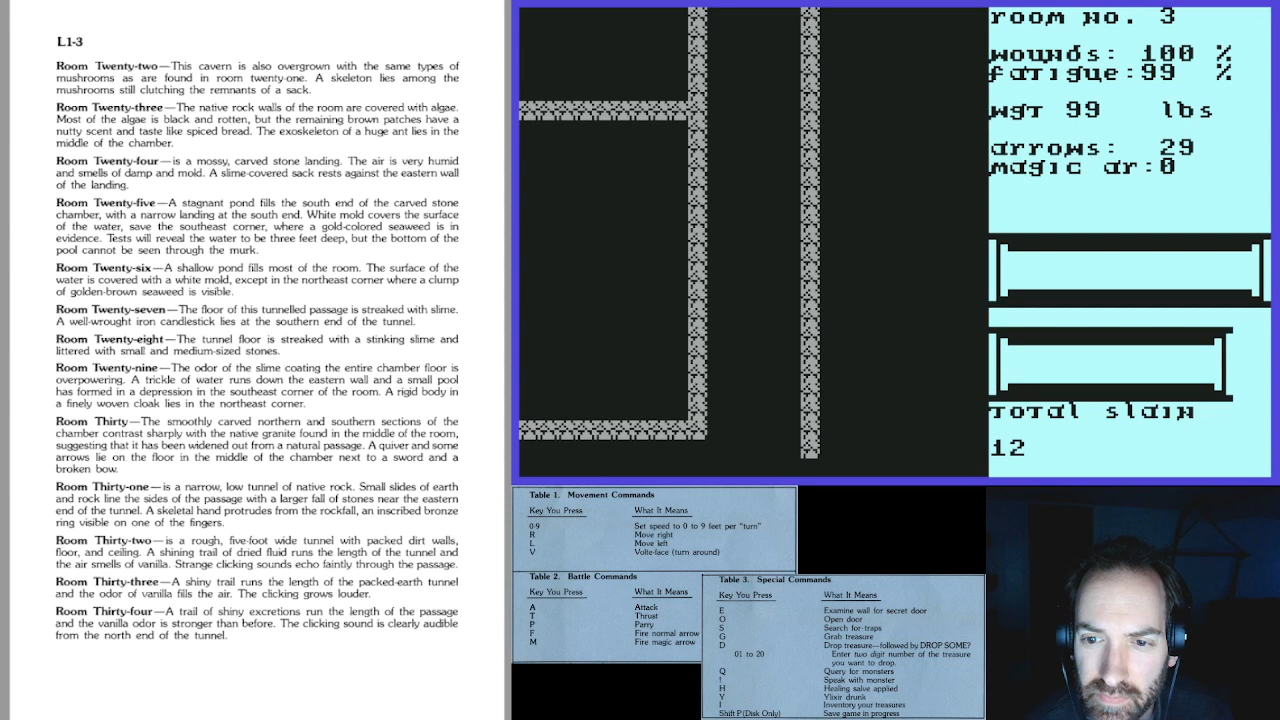 L1-3
Room Twenty-two—This cavern is also overgrown with the same types of
mushrooms as are found in room twenty-one. A skeleton lies among the
mushrooms still clutching the remnants of a sack.
Room Twenty-three—The native rock walls of the room are covered with algae.
Most of the algae is black and rotten, but the remaining brown patches have a
nutty scent and taste like spiced bread. The exoskeleton of a huge ant lies in the
middle of the chamber.
Room Twenty-four—is a mossy, carved stone landing. The air is very humid
and smells of damp and mold. A slime-covered sack rests against the eastern wall
of the landing.
Room Twenty-five—A stagnant pond fills the south end of the carved stone
chamber, with a narrow landing at the south end. White mold covers the surface
of the water, save the southeast corner, where a gold-colored seaweed is in
evidence. Tests will reveal the water to be three feet deep, but the bottom of the
pool cannot be seen through the murk.
Room Twenty-six—A shallow pond fills most of the room. The surface of the
water is covered with a white mold, except in the northeast corner where a clump
of golden-brown seaweed is visible.
Room Twenty-seven—The floor of this tunnelled passage is streaked with slime.
A well-wrought iron candlestick lies at the southern end of the tunnel.
Room Twenty-eight—The tunnel floor is streaked with a stinking slime and
littered with small and medium-sized stones.
Room Twenty-nine—The odor of the slime coating the entire chamber floor is
overpowering. A trickle of water runs down the eastern wall and a small pool
has formed in a depression in the southeast corner of the room. A rigid body in
a finely woven cloak lies in the northeast corner.
Room Thirty—The smoothly carved northern and southern sections of the
chamber contrast sharply with the native granite found in the middle of the room,
suggesting that it has been widened out from a natural passage. A quiver and some
arrows lie on the floor in the middle of the chamber next to a sword and a
broken bow.
Room Thirty-one—is a narrow, low tunnel of native rock. Small slides of earth
and rock line the sides of the passage with a larger fall of stones near the eastern
end of the tunnel. A skeletal hand protrudes from the rockfall, an inscribed bronze
ring visible on one of the fingers.
Room Thirty-two—is a rough, five-foot wide tunnel with packed dirt walls,
floor, and ceiling. A shining trail of dried fluid runs the length of the tunnel and
the air smells of vanilla. Strange clicking sounds echo faintly through the passage.
Room Thirty-three—A shiny trail runs the length of the packed-earth tunnel
and the odor of vanilla fills the air. The clicking grows louder.
Room Thirty-four—A trail of shiny excretions run the length of the passage
and the vanilla odor is stronger than before. The clicking sound is clearly audible
from the north end of the tunnel.
room no. 3
wounds: 100 %
fatigue:99 %
wgt 99 lbs
arrows: 29
magic ar:0
total slain
12
Table 1. Movement Commands
Key You Press What It Means
0-9 Set speed to 0 to 9 feet per "turn"
R Move right
L Move left
V Volte-face (turn around)
Table 2. Battle Commands
Key You Press What It Means
A Attack
T Thrust
P Parry
F Fire normal arrow
M Fire magic arrow
Table 3. Special Commands
Key You Press What It Means
E Examine wall for secret door
O Open door
S Search for-traps
G Grab treasure
D Drop treasure—followed by DROP SOME?
01 to 20 Enter two digit number of the treasure
you want to drop.
Q Query for monsters
! Speak with monster
H Healing salve applied
Y Ylixir drunk
I Inventory your treasures
Shift P(Disk Only) Save game in progress